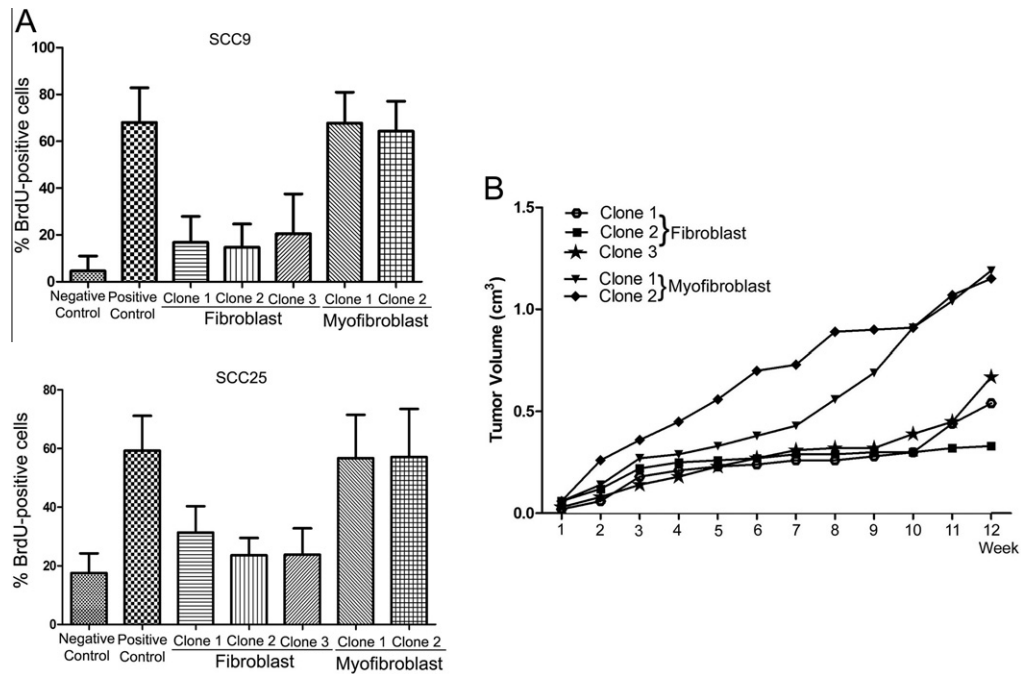 A
SCC9
% BrdU-positive cells
100
80
60
40
20
0
Negative Control
Positive Control
Clone 1 Clone 2 Clone 3 Clone 1 Clone 2
Fibroblast Myofibroblast
SCC25
% BrdU-positive cells
80
60
40
20
0
Negative Control
Positive Control
Clone 1 Clone 2 Clone 3 Clone 1 Clone 2
Fibroblast Myofibroblast
B
Tumor Volume (cm³)
1.5
1.0
0.5
0.0
Clone 1
Clone 2 Fibroblast
Clone 3
Clone 1
Clone 2 Myofibroblast
1 2 3 4 5 6 7 8 9 10 11 12
Week